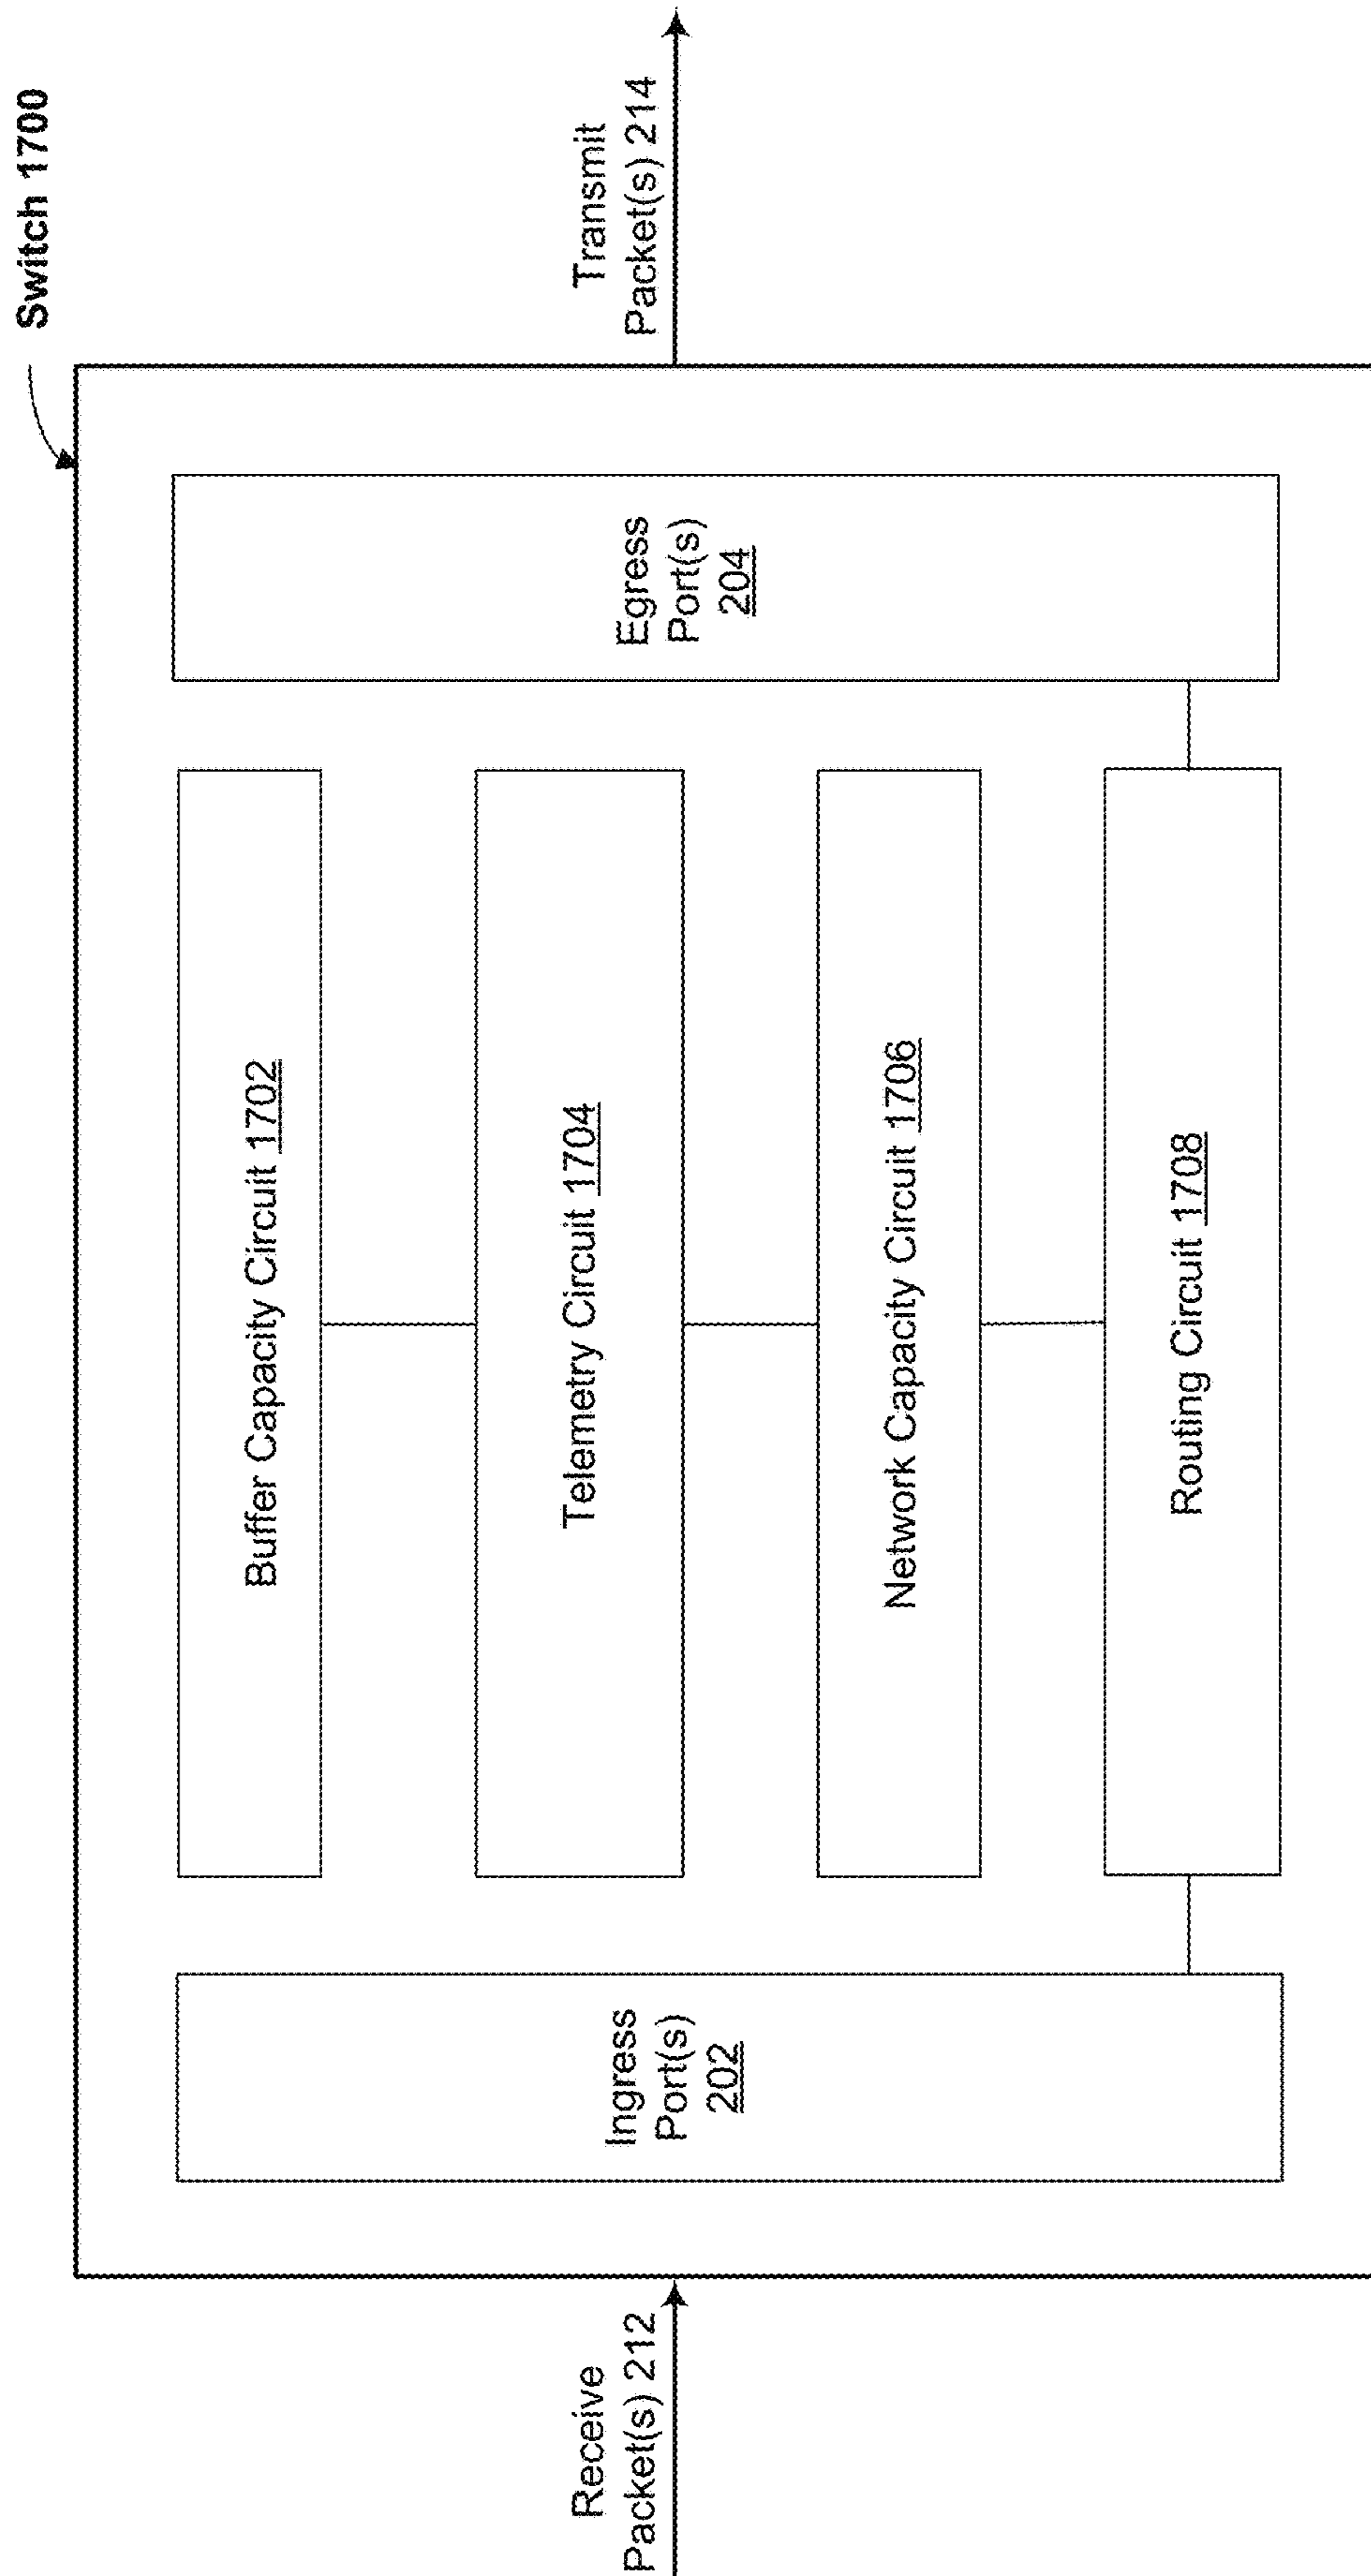 Switch 1700
Receive
Packet(s) 212
Ingress
Port(s)
202
Buffer Capacity Circuit 1702
Telemetry Circuit 1704
Network Capacity Circuit 1706
Routing Circuit 1708
Egress
Port(s)
204
Transmit
Packet(s) 214